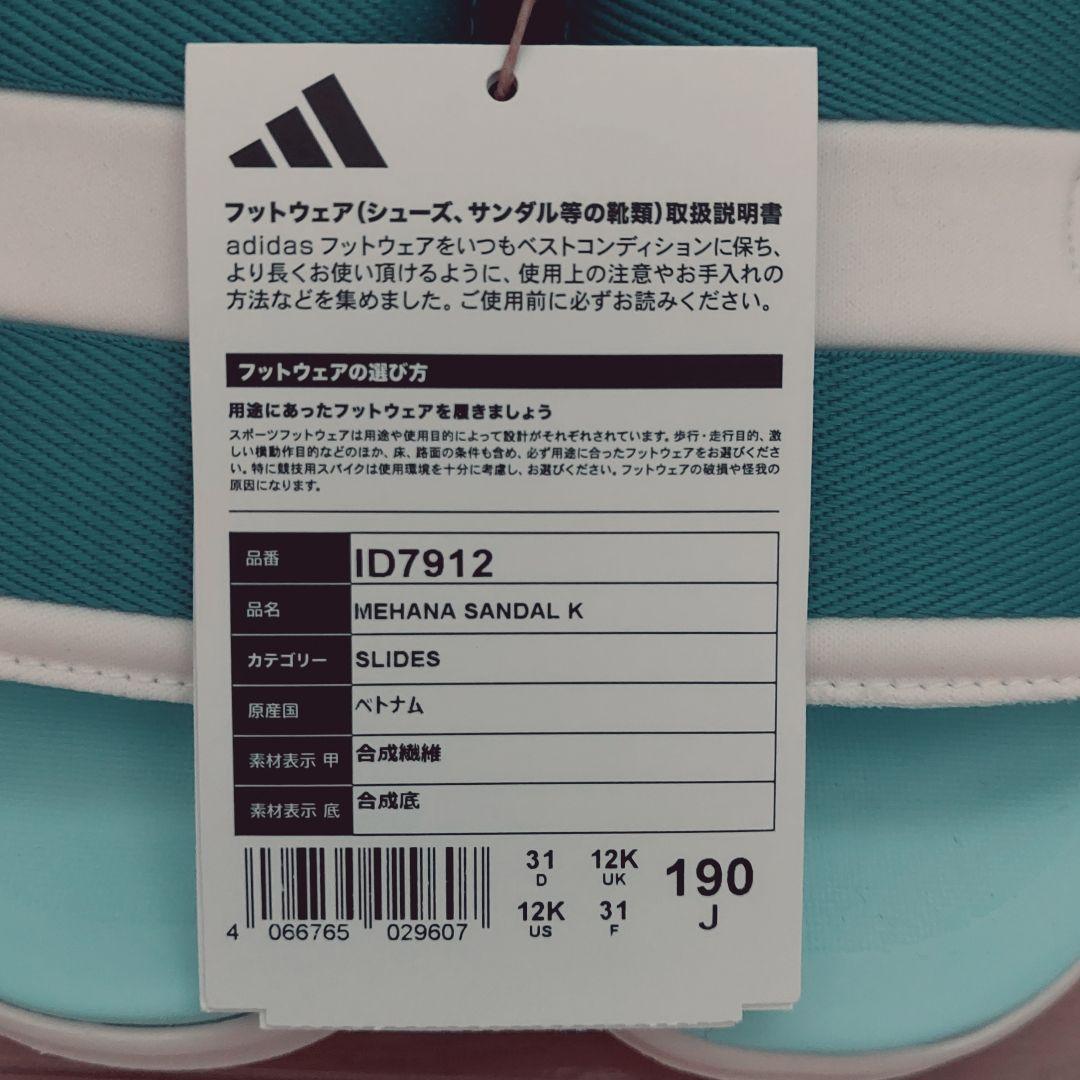 フットウェア(シューズ、サンダル等の靴類)取扱説明書
adidas フットウェアをいつもベストコンディションに保ち、
より長くお使い頂けるように、使用上の注意やお手入れの
方法などを集めました。ご使用前に必ずお読みください。
フットウェアの選び方
用途にあったフットウェアを履きましょう
スポーツフットウェアは用途や使用目的によって設計がそれぞれされています。歩行・走行目的、激
しい横動作目的などのほか、床、路面の条件も含め、必ず用途に合ったフットウェアをお選びくださ
い。特に競技用スパイクは使用環境を十分に考慮し、お選びください。フットウェアの破損や怪我の
原因になります。
品番 ID7912
品名 MEHANA SANDAL K
カテゴリー SLIDES
原産国 ベトナム
素材表示 甲 合成繊維
素材表示 底 合成底
31 12K 190
D UK J
12K 31
US F
4 066765 029607